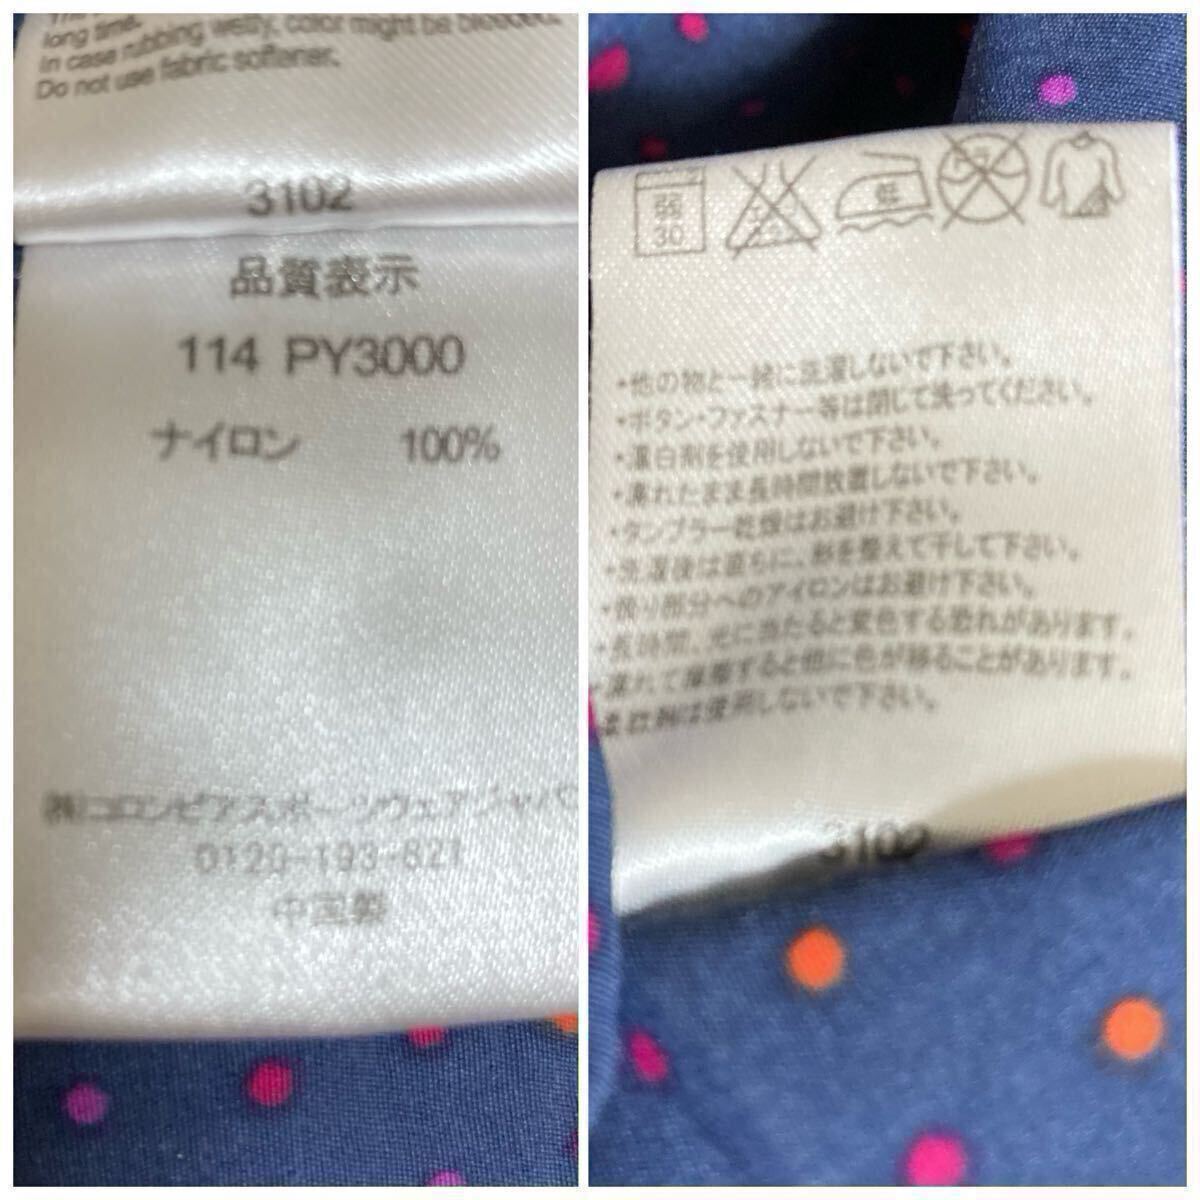 long time.
In case rubbing wetly, color might be
Do not use fabric softener.
3102
品質表示
114 PY3000
ナイロン 100%
㈱コロンビアスポーツウェアジャパン
0120-193-821
中国製
弱
30
低
・他の物と一緒に洗濯しないで下さい。
・ボタン・ファスナー等は閉じて洗ってください。
・漂白剤を使用しないで下さい。
・濡れたまま長時間放置しないで下さい。
・タンブラー乾燥はお避け下さい。
・洗濯後は直ちに、形を整えて干して下さい。
・飾り部分へのアイロンはお避け下さい。
・長時間、光に当たると変色する恐れがあります。
・濡れて摩擦すると他に色が移ることがあります。
柔軟剤は使用しないで下さい。
3102